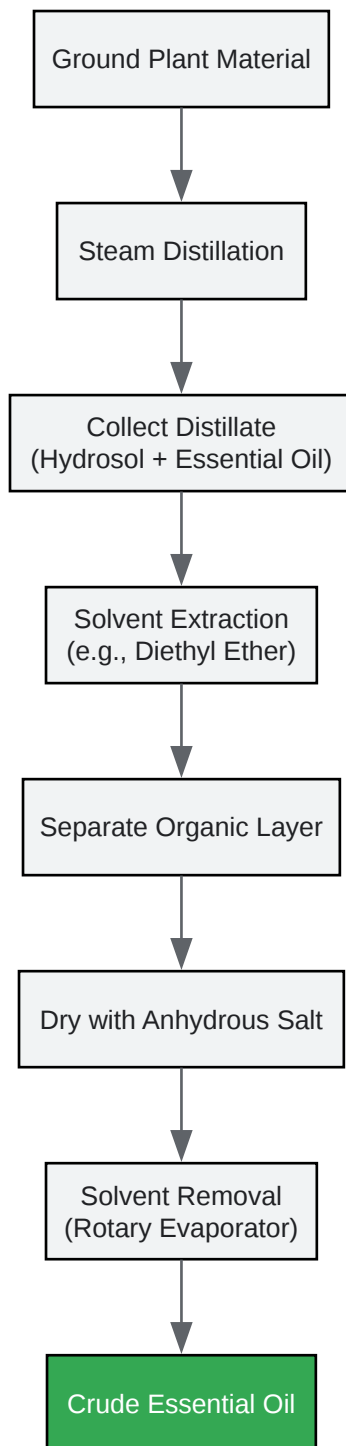 Ground Plant Material
Steam Distillation
Collect Distillate
(Hydrosol + Essential Oil)
Solvent Extraction
(e.g., Diethyl Ether)
Separate Organic Layer
Dry with Anhydrous Salt
Solvent Removal
(Rotary Evaporator)
Crude Essential Oil